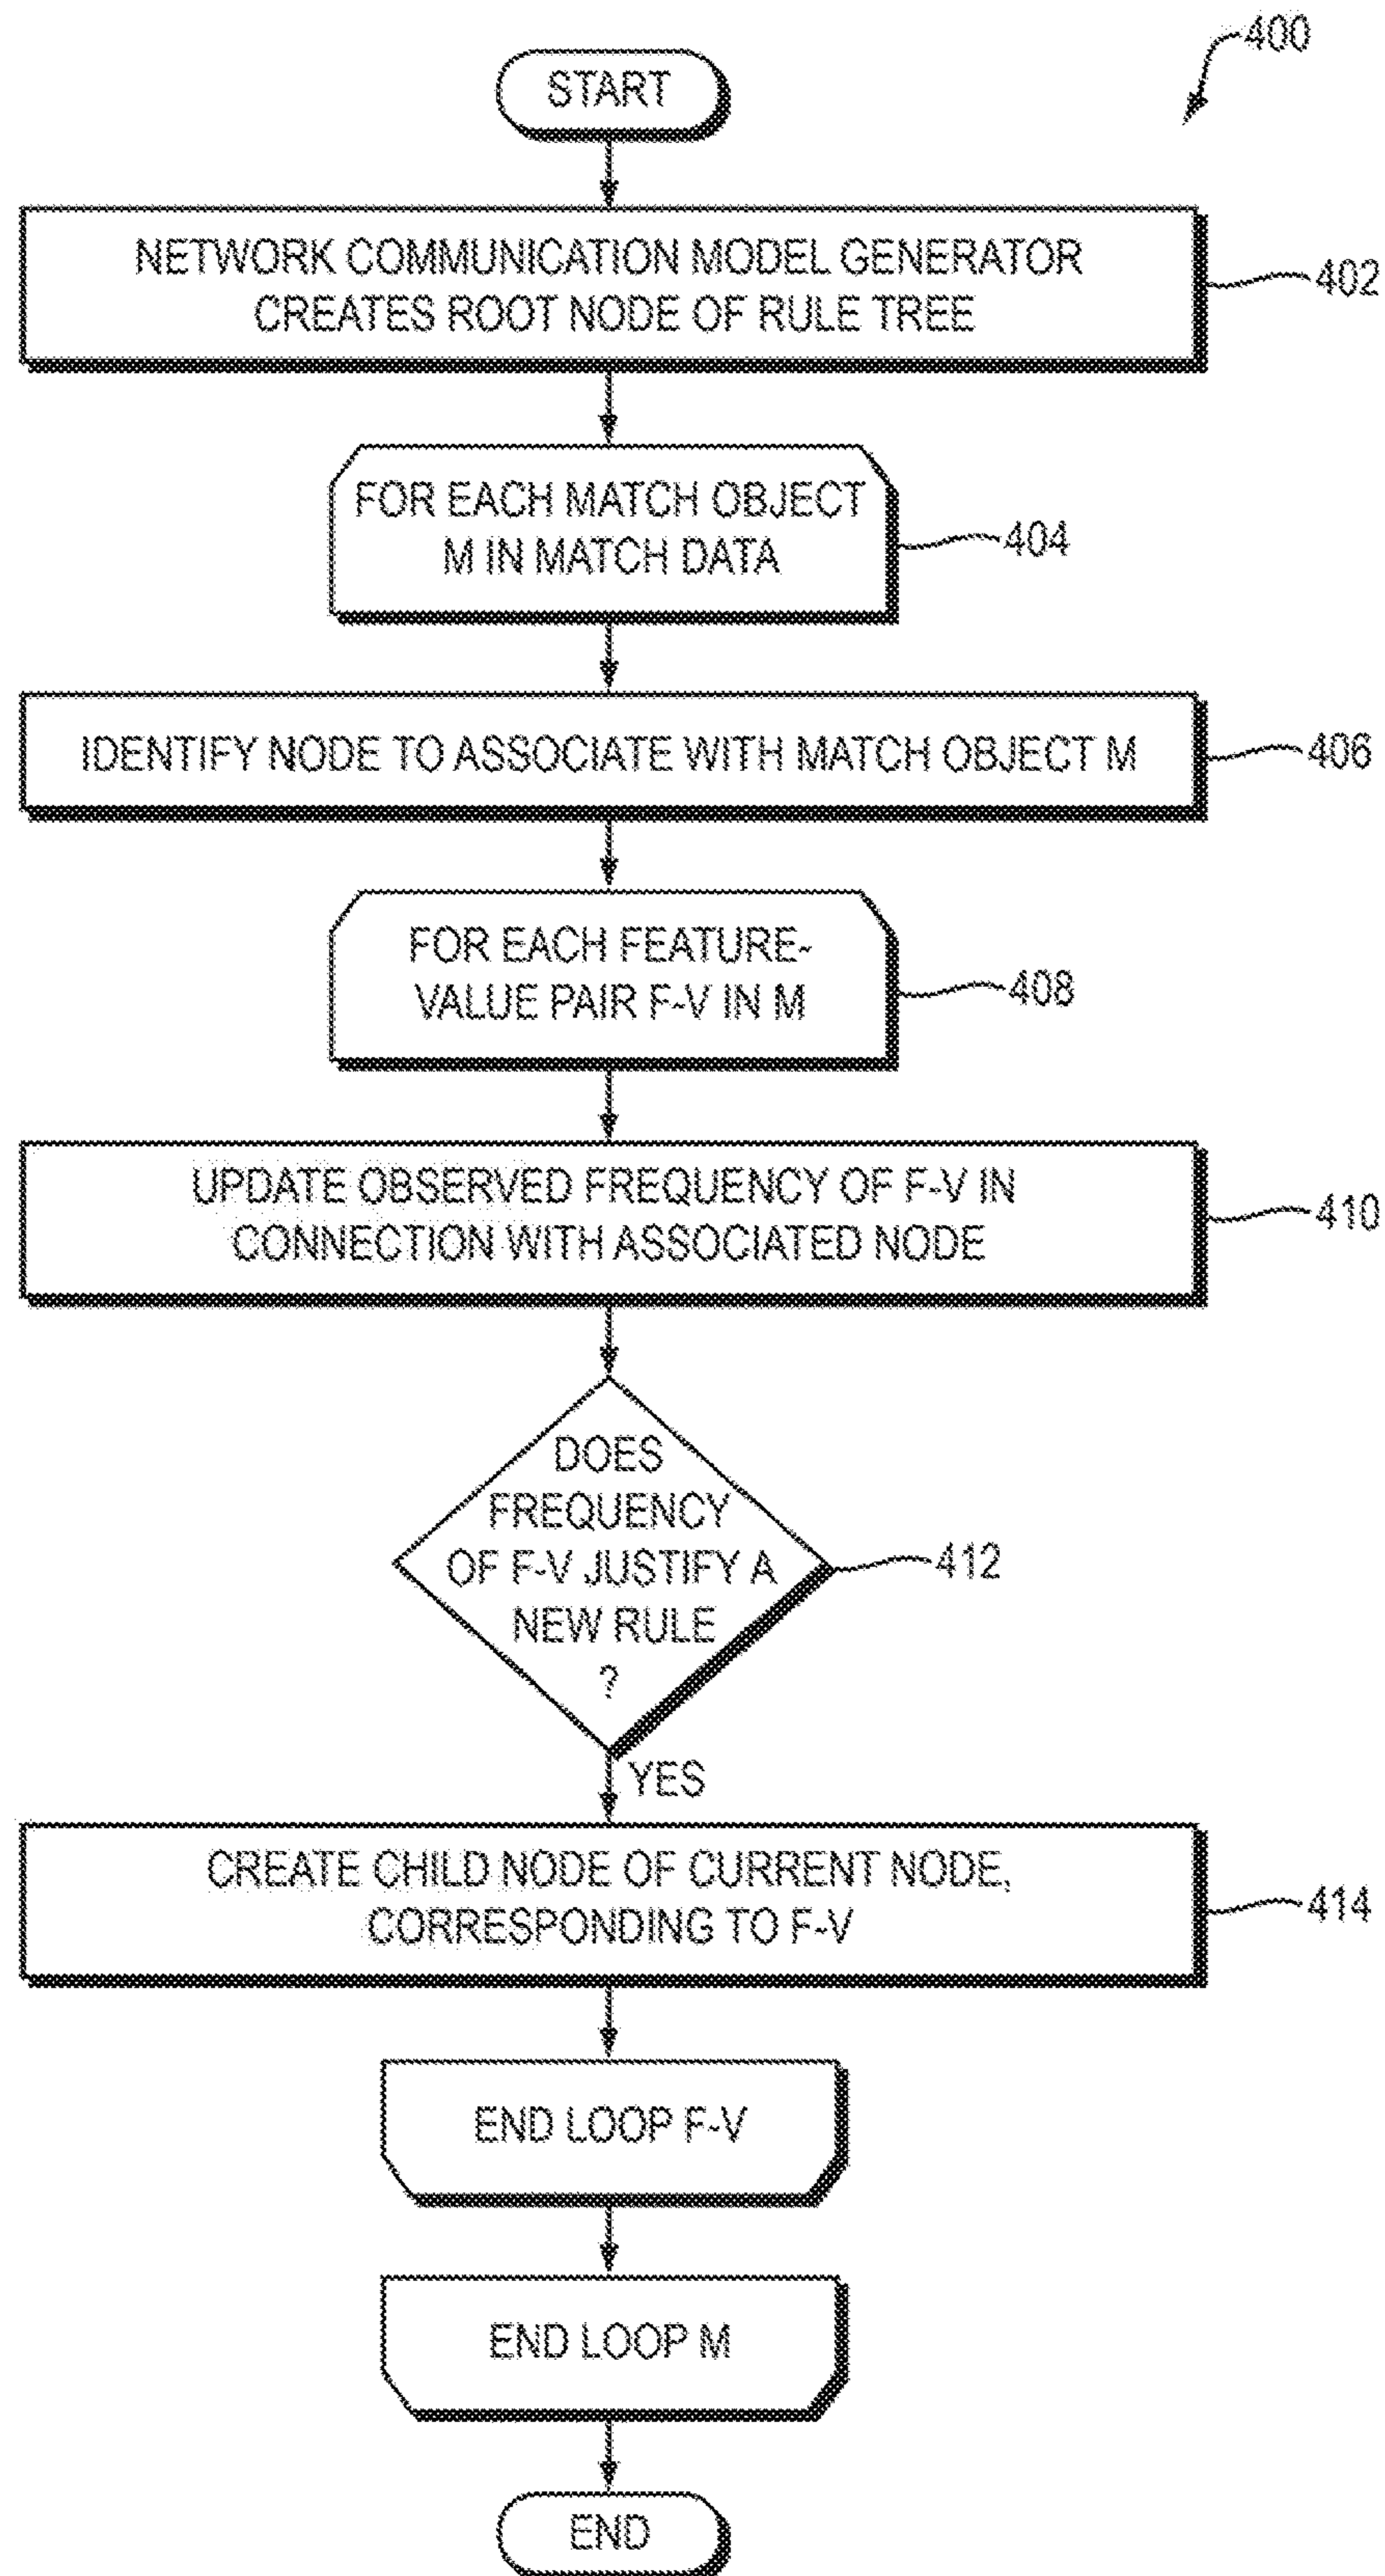 400
START
NETWORK COMMUNICATION MODEL GENERATOR
CREATES ROOT NODE OF RULE TREE
402
FOR EACH MATCH OBJECT
M IN MATCH DATA
404
IDENTIFY NODE TO ASSOCIATE WITH MATCH OBJECT M
406
FOR EACH FEATURE-
VALUE PAIR F-V IN M
408
UPDATE OBSERVED FREQUENCY OF F-V IN
CONNECTION WITH ASSOCIATED NODE
410
DOES
FREQUENCY
OF F-V JUSTIFY A
NEW RULE
?
412
YES
CREATE CHILD NODE OF CURRENT NODE,
CORRESPONDING TO F-V
414
END LOOP F-V
END LOOP M
END